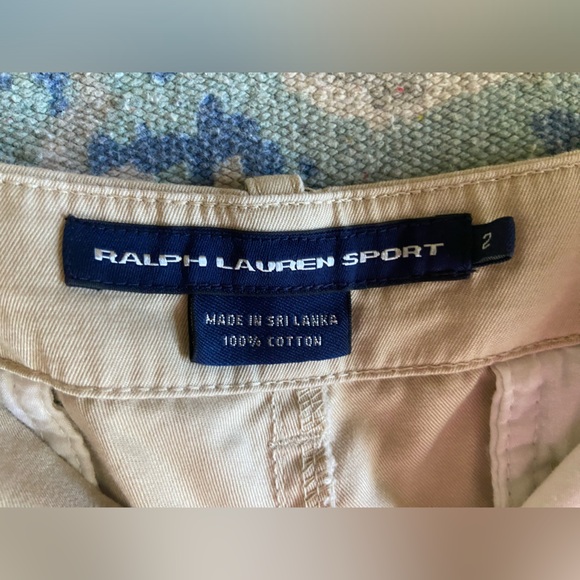 RALPH LAUREN SPORT
2
MADE IN SRI LANKA
100% COTTON